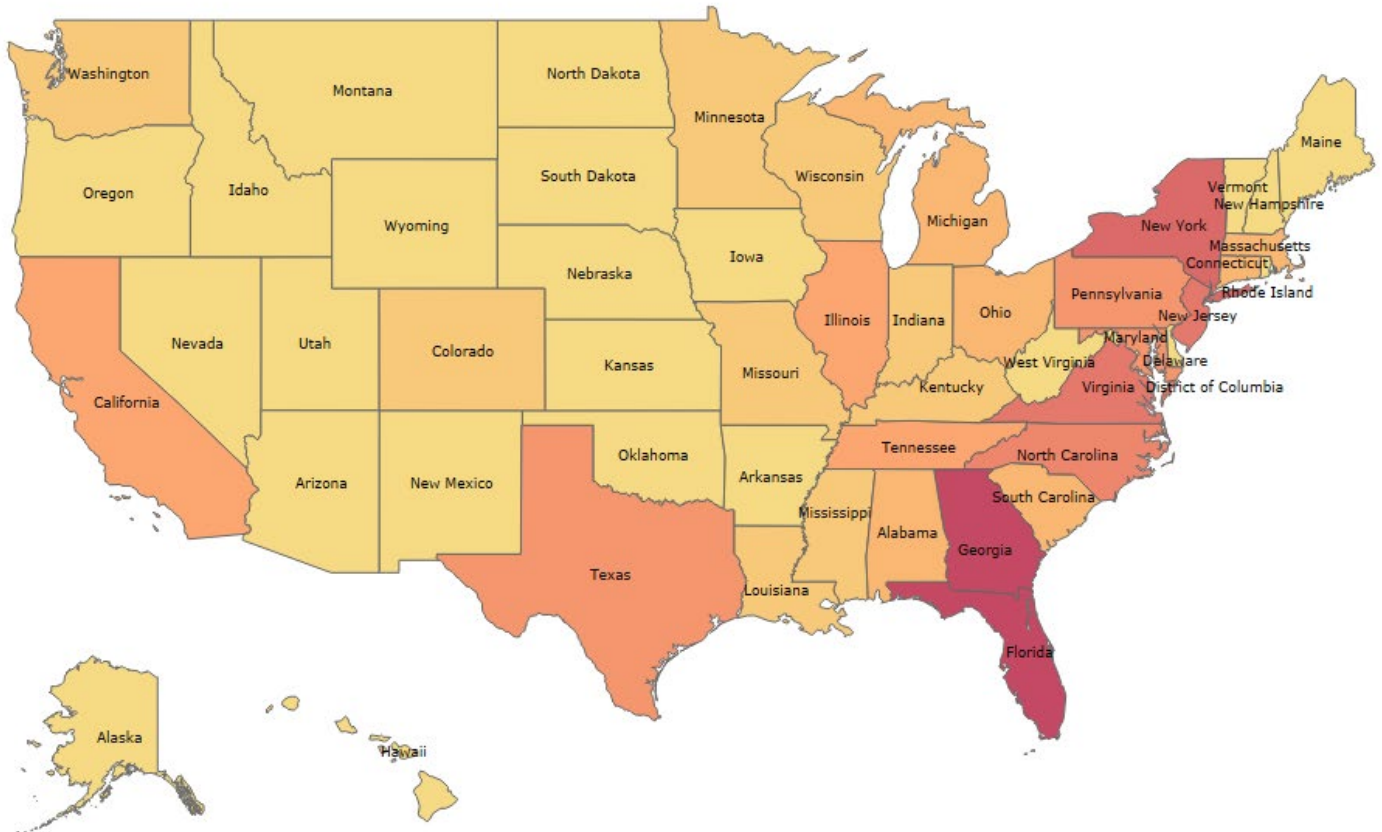 Washington
Montana
North Dakota
Minnesota
Maine
Oregon
Idaho
South Dakota
Wisconsin
Vermont
New Hampshire
Wyoming
Michigan
New York
Massachusetts
Iowa
Connecticut
Nebraska
Pennsylvania
Rhode Island
Nevada
Utah
Colorado
Illinois
Indiana
Ohio
New Jersey
Maryland
Kansas
Missouri
West Virginia
Delaware
California
Kentucky
Virginia
District of Columbia
Tennessee
North Carolina
Oklahoma
Arizona
New Mexico
Arkansas
South Carolina
Mississippi
Alabama
Georgia
Texas
Louisiana
Florida
Alaska
Hawaii